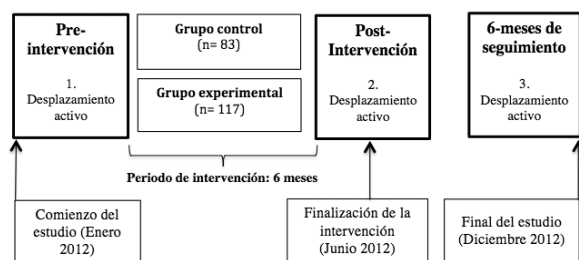 Pre-
intervención
1.
Desplazamiento
activo
Grupo control
(n= 83)
Grupo experimental
(n= 117)
Post-
Intervención
2.
Desplazamiento
activo
6-meses de
seguimiento
3.
Desplazamiento
activo
Periodo de intervención: 6 meses
Comienzo del
estudio (Enero
2012)
Finalización de la
intervención
(Junio 2012)
Final del estudio
(Diciembre 2012)